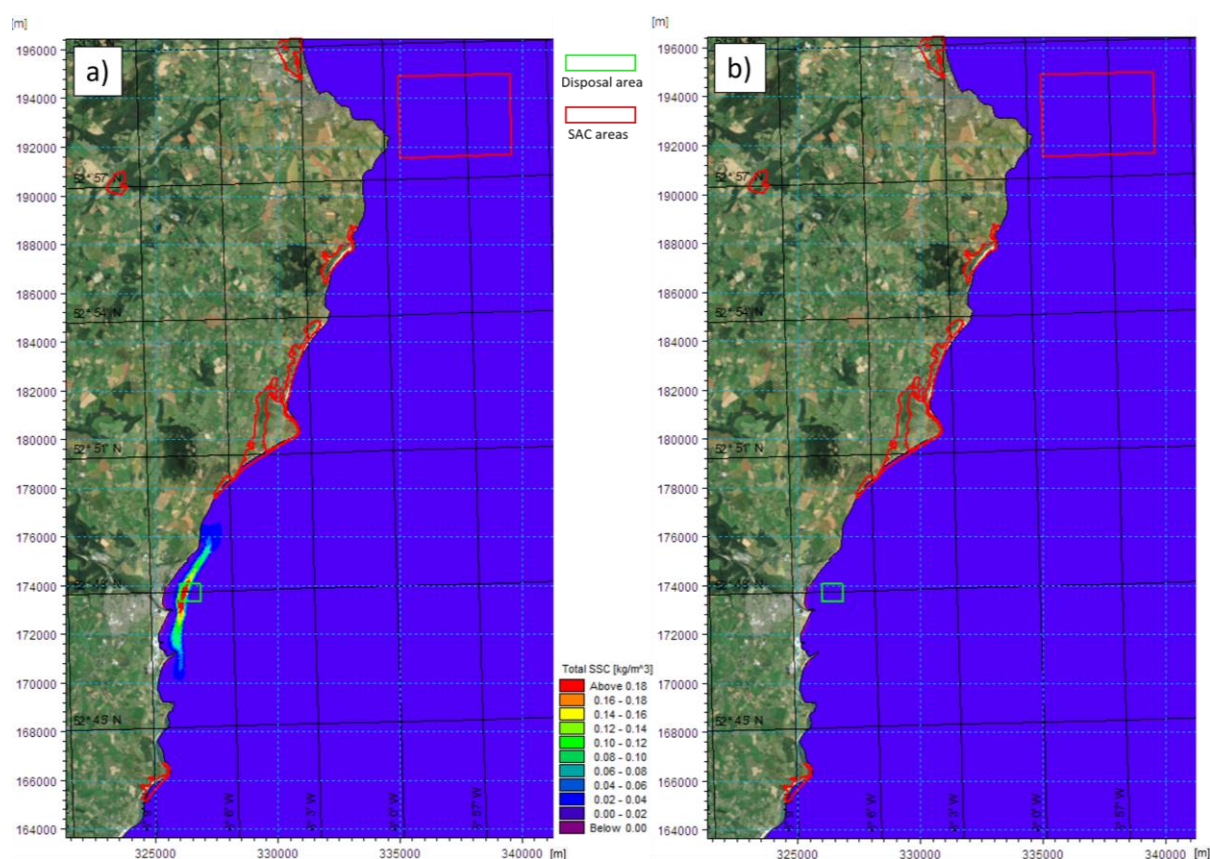 [m]
a)
196000
194000
192000
52° 57' N
190000
188000
186000
52° 54' N
184000
182000
180000
52° 51' N
178000
176000
174000
52° 48' N
172000
170000
52° 45' N
168000
166000
164000
325000
330000
335000
340000
[m]
Disposal area
SAC areas
Total SSC [kg/m^3]
Above 0.18
0.16 - 0.18
0.14 - 0.16
0.12 - 0.14
0.10 - 0.12
0.08 - 0.10
0.06 - 0.08
0.04 - 0.06
0.02 - 0.04
0.00 - 0.02
Below 0.00
[m]
b)
196000
194000
192000
52° 57' N
190000
188000
186000
52° 54' N
184000
182000
180000
52° 51' N
178000
176000
174000
52° 48' N
172000
170000
52° 45' N
168000
166000
164000
325000
330000
335000
340000
[m]